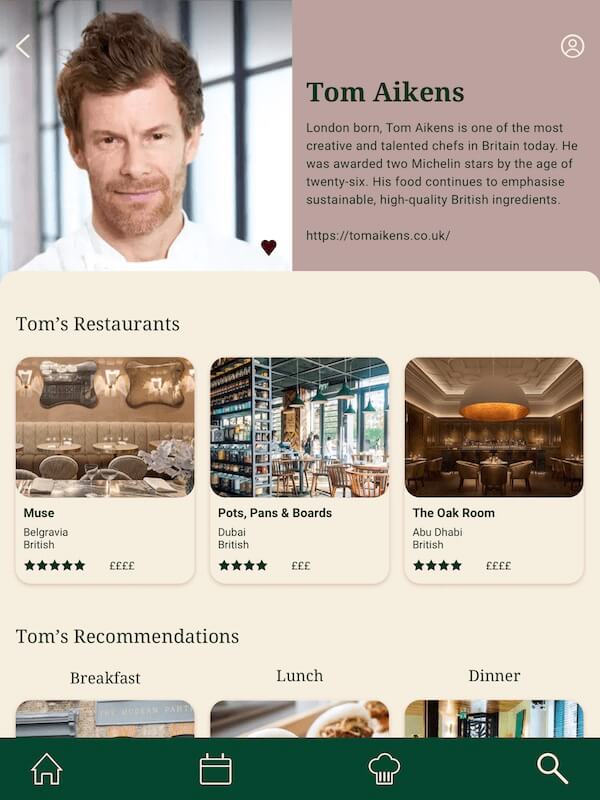 Tom Aikens
London born, Tom Aikens is one of the most
creative and talented chefs in Britain today. He
was awarded two Michelin stars by the age of
twenty-six. His food continues to emphasise
sustainable, high-quality British ingredients.
https://tomaikens.co.uk/
Tom’s Restaurants
Muse
Belgravia
British
££££
Pots, Pans & Boards
Dubai
British
£££
The Oak Room
Abu Dhabi
British
££££
Tom’s Recommendations
Breakfast
Lunch
Dinner
THE MODERN PANT